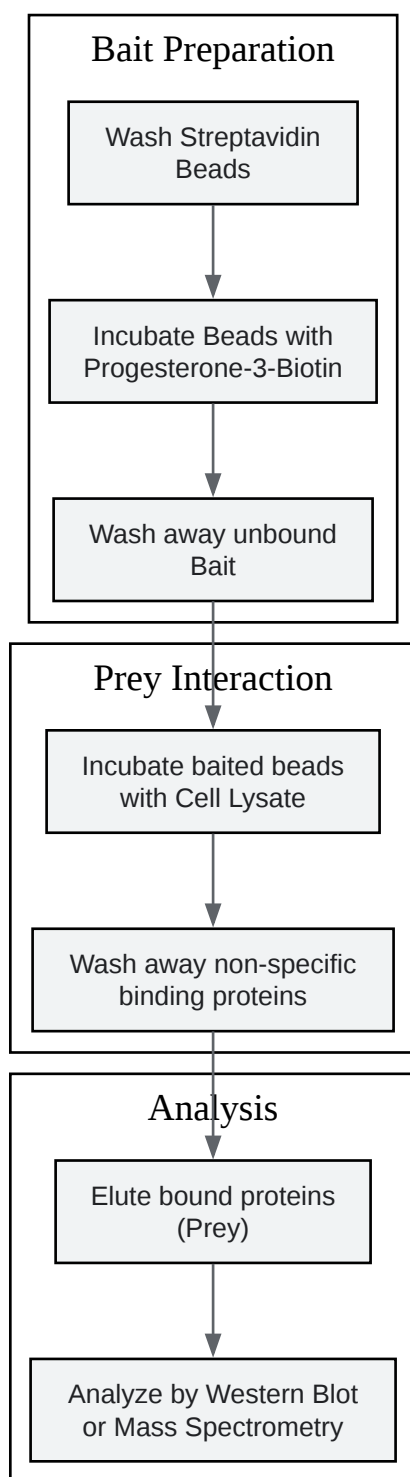 Bait Preparation
Wash Streptavidin
Beads
Incubate Beads with
Progesterone-3-Biotin
Wash away unbound
Bait
Prey Interaction
Incubate baited beads
with Cell Lysate
Wash away non-specific
binding proteins
Analysis
Elute bound proteins
(Prey)
Analyze by Western Blot
or Mass Spectrometry